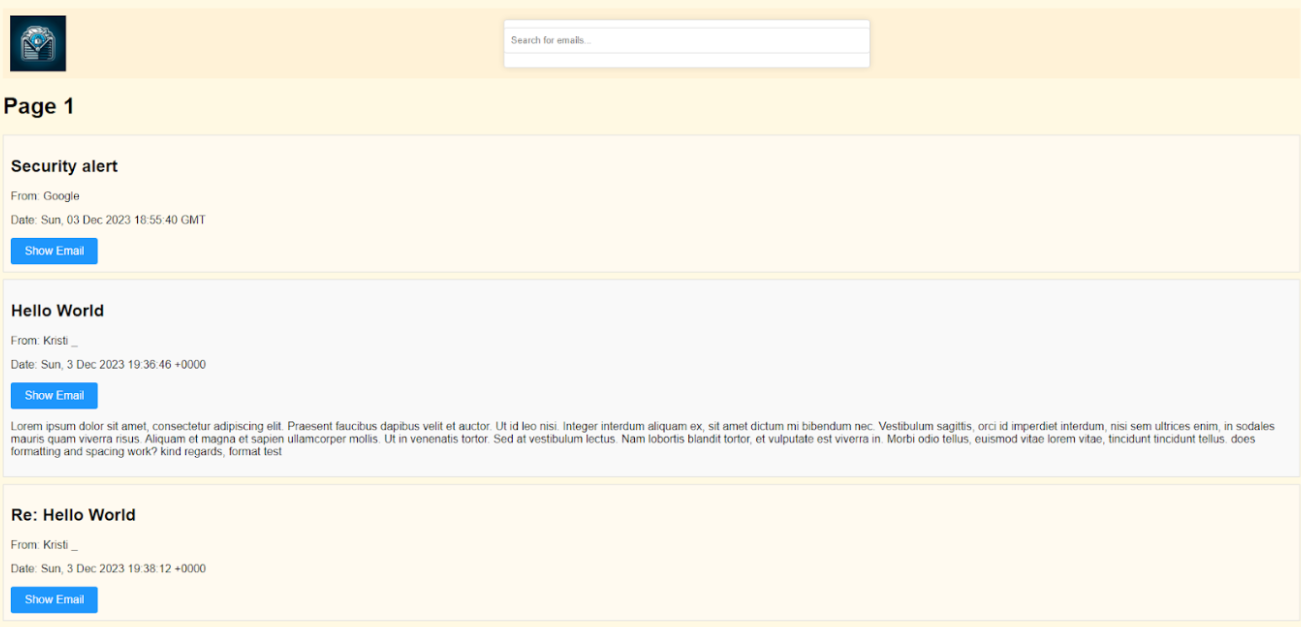 Search for emails...
Page 1
Security alert
From: Google
Date: Sun, 03 Dec 2023 18:55:40 GMT
Show Email
Hello World
From: Kristi _
Date: Sun, 3 Dec 2023 19:36:46 +0000
Show Email
Lorem ipsum dolor sit amet, consectetur adipiscing elit. Praesent faucibus dapibus velit et auctor. Ut id leo nisi. Integer interdum aliquam ex, sit amet dictum mi bibendum nec. Vestibulum sagittis, orci id imperdiet interdum, nisi sem ultrices enim, in sodales
mauris quam viverra risus. Aliquam et magna et sapien ullamcorper mollis. Ut in venenatis tortor. Sed at vestibulum lectus. Nam lobortis blandit tortor, et vulputate est viverra in. Morbi odio tellus, euismod vitae lorem vitae, tincidunt tincidunt tellus. does
formatting and spacing work? kind regards, format test
Re: Hello World
From: Kristi _
Date: Sun, 3 Dec 2023 19:38:12 +0000
Show Email